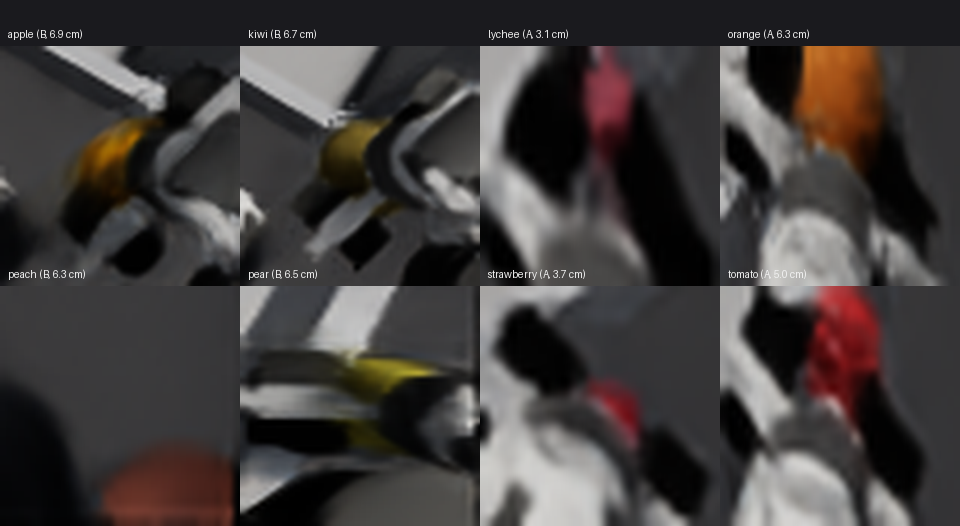 apple (B, 6.9 cm)
kiwi (B, 6.7 cm)
lychee (A, 3.1 cm)
orange (A, 6.3 cm)
peach (B, 6.3 cm)
pear (B, 6.5 cm)
strawberry (A, 3.7 cm)
tomato (A, 5.0 cm)